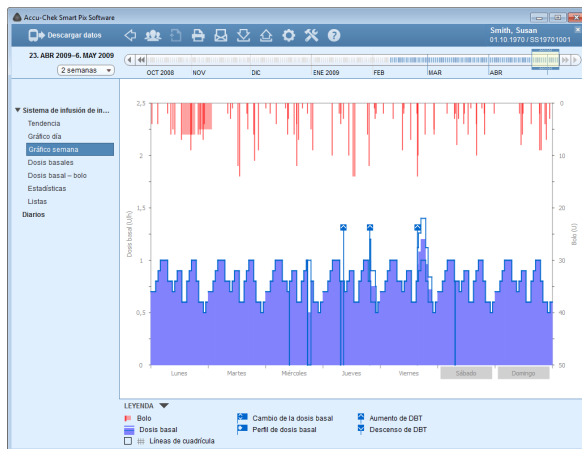 Accu-Chek Smart Pix Software
Descargar datos
Smith, Susan
01.10.1970 / SS19701001
23. ABR 2009–6. MAY 2009
2 semanas
OCT 2008 NOV DIC ENE 2009 FEB MAR ABR
Sistema de infusión de in...
Tendencia
Gráfico día
Gráfico semana
Dosis basales
Dosis basal – bolo
Estadísticas
Listas
Diarios
2,5 0
2 10
1,5 20
1 30
0,5 40
0 50
Dosis basal (U/h)
Bolo (U)
Lunes Martes Miércoles Jueves Viernes Sábado Domingo
LEYENDA
Bolo Cambio de la dosis basal Aumento de DBT
Dosis basal Perfil de dosis basal Descenso de DBT
Líneas de cuadrícula